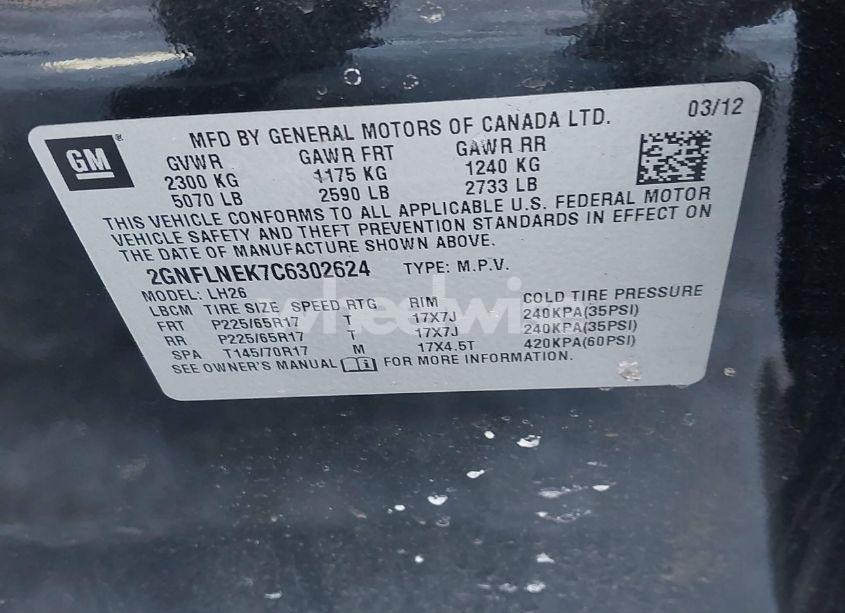 MFD BY GENERAL MOTORS OF CANADA LTD. 03/12
GM ®
GVWR GAWR FRT GAWR RR
2300 KG 1175 KG 1240 KG
5070 LB 2590 LB 2733 LB
THIS VEHICLE CONFORMS TO ALL APPLICABLE U.S. FEDERAL MOTOR
VEHICLE SAFETY AND THEFT PREVENTION STANDARDS IN EFFECT ON
THE DATE OF MANUFACTURE SHOWN ABOVE.
2GNFLNEK7C6302624 TYPE: M.P.V.
MODEL: LH26
LBCM TIRE SIZE SPEED RTG RIM COLD TIRE PRESSURE
FRT P225/65R17 T 17X7J 240KPA(35PSI)
RR P225/65R17 T 17X7J 240KPA(35PSI)
SPA T145/70R17 M 17X4.5T 420KPA(60PSI)
SEE OWNER'S MANUAL FOR MORE INFORMATION.